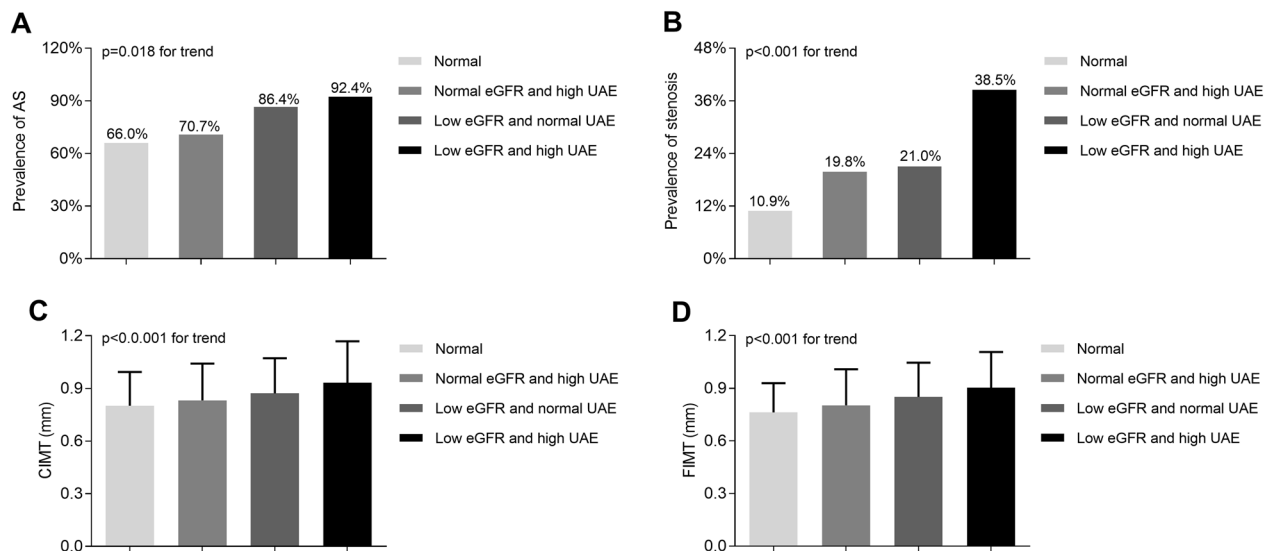 A
p=0.018 for trend
Prevalence of AS
120%
90%
60%
30%
0%
66.0%
70.7%
86.4%
92.4%
Normal
Normal eGFR and high UAE
Low eGFR and normal UAE
Low eGFR and high UAE
B
p<0.001 for trend
Prevalence of stenosis
48%
36%
24%
12%
0%
10.9%
19.8%
21.0%
38.5%
Normal
Normal eGFR and high UAE
Low eGFR and normal UAE
Low eGFR and high UAE
C
p<0.0.001 for trend
CIMT (mm)
1.2
0.9
0.6
0.3
0.0
Normal
Normal eGFR and high UAE
Low eGFR and normal UAE
Low eGFR and high UAE
D
p<0.001 for trend
FIMT (mm)
1.2
0.9
0.6
0.3
0.0
Normal
Normal eGFR and high UAE
Low eGFR and normal UAE
Low eGFR and high UAE